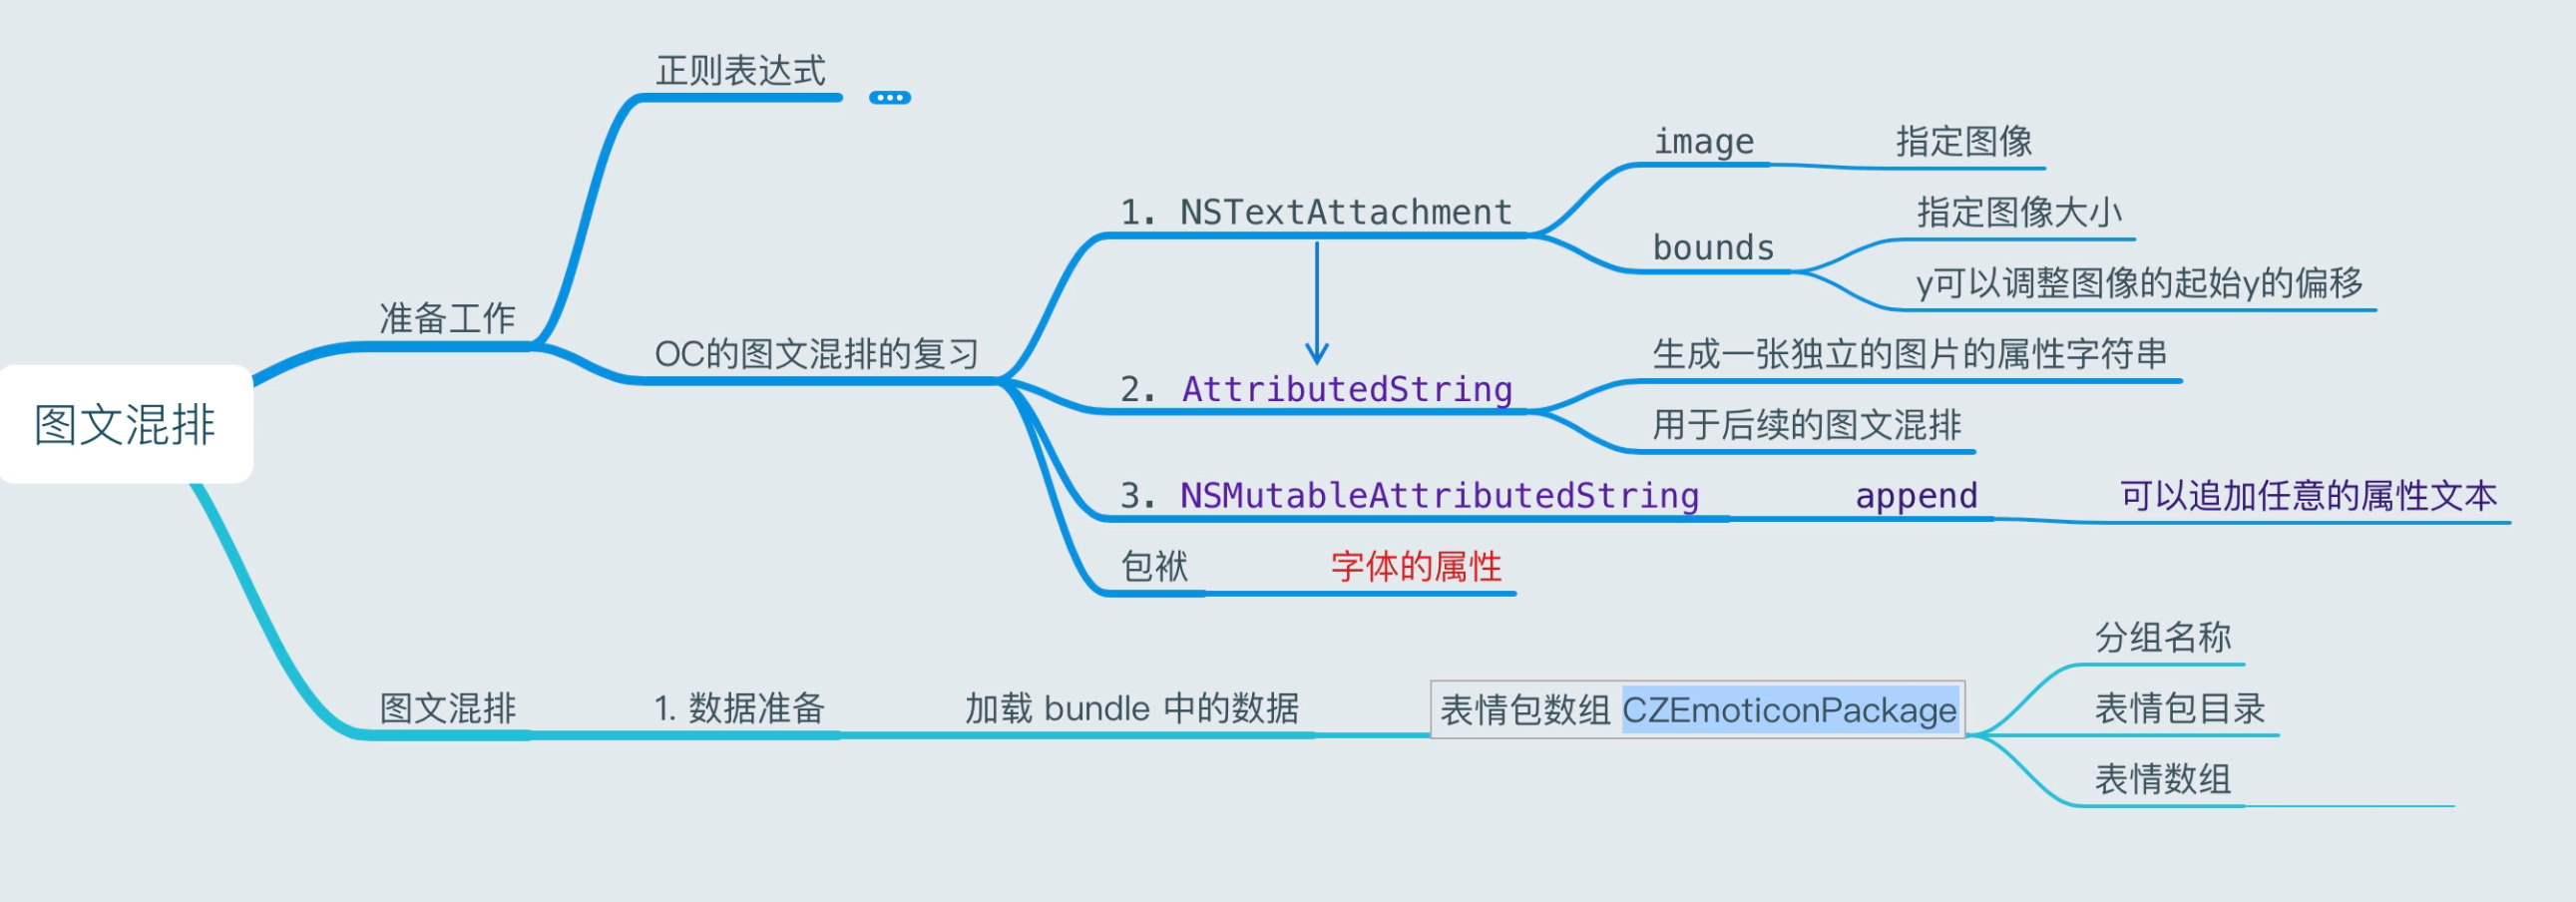 正则表达式
image
指定图像
1. NSTextAttachment
指定图像大小
bounds
y可以调整图像的起始y的偏移
准备工作
OC的图文混排的复习
生成一张独立的图片的属性字符串
2. AttributedString
用于后续的图文混排
图文混排
3. NSMutableAttributedString
append
可以追加任意的属性文本
包袱
字体的属性
分组名称
图文混排
1. 数据准备
加载 bundle 中的数据
表情包数组 CZEmoticonPackage
表情包目录
表情数组